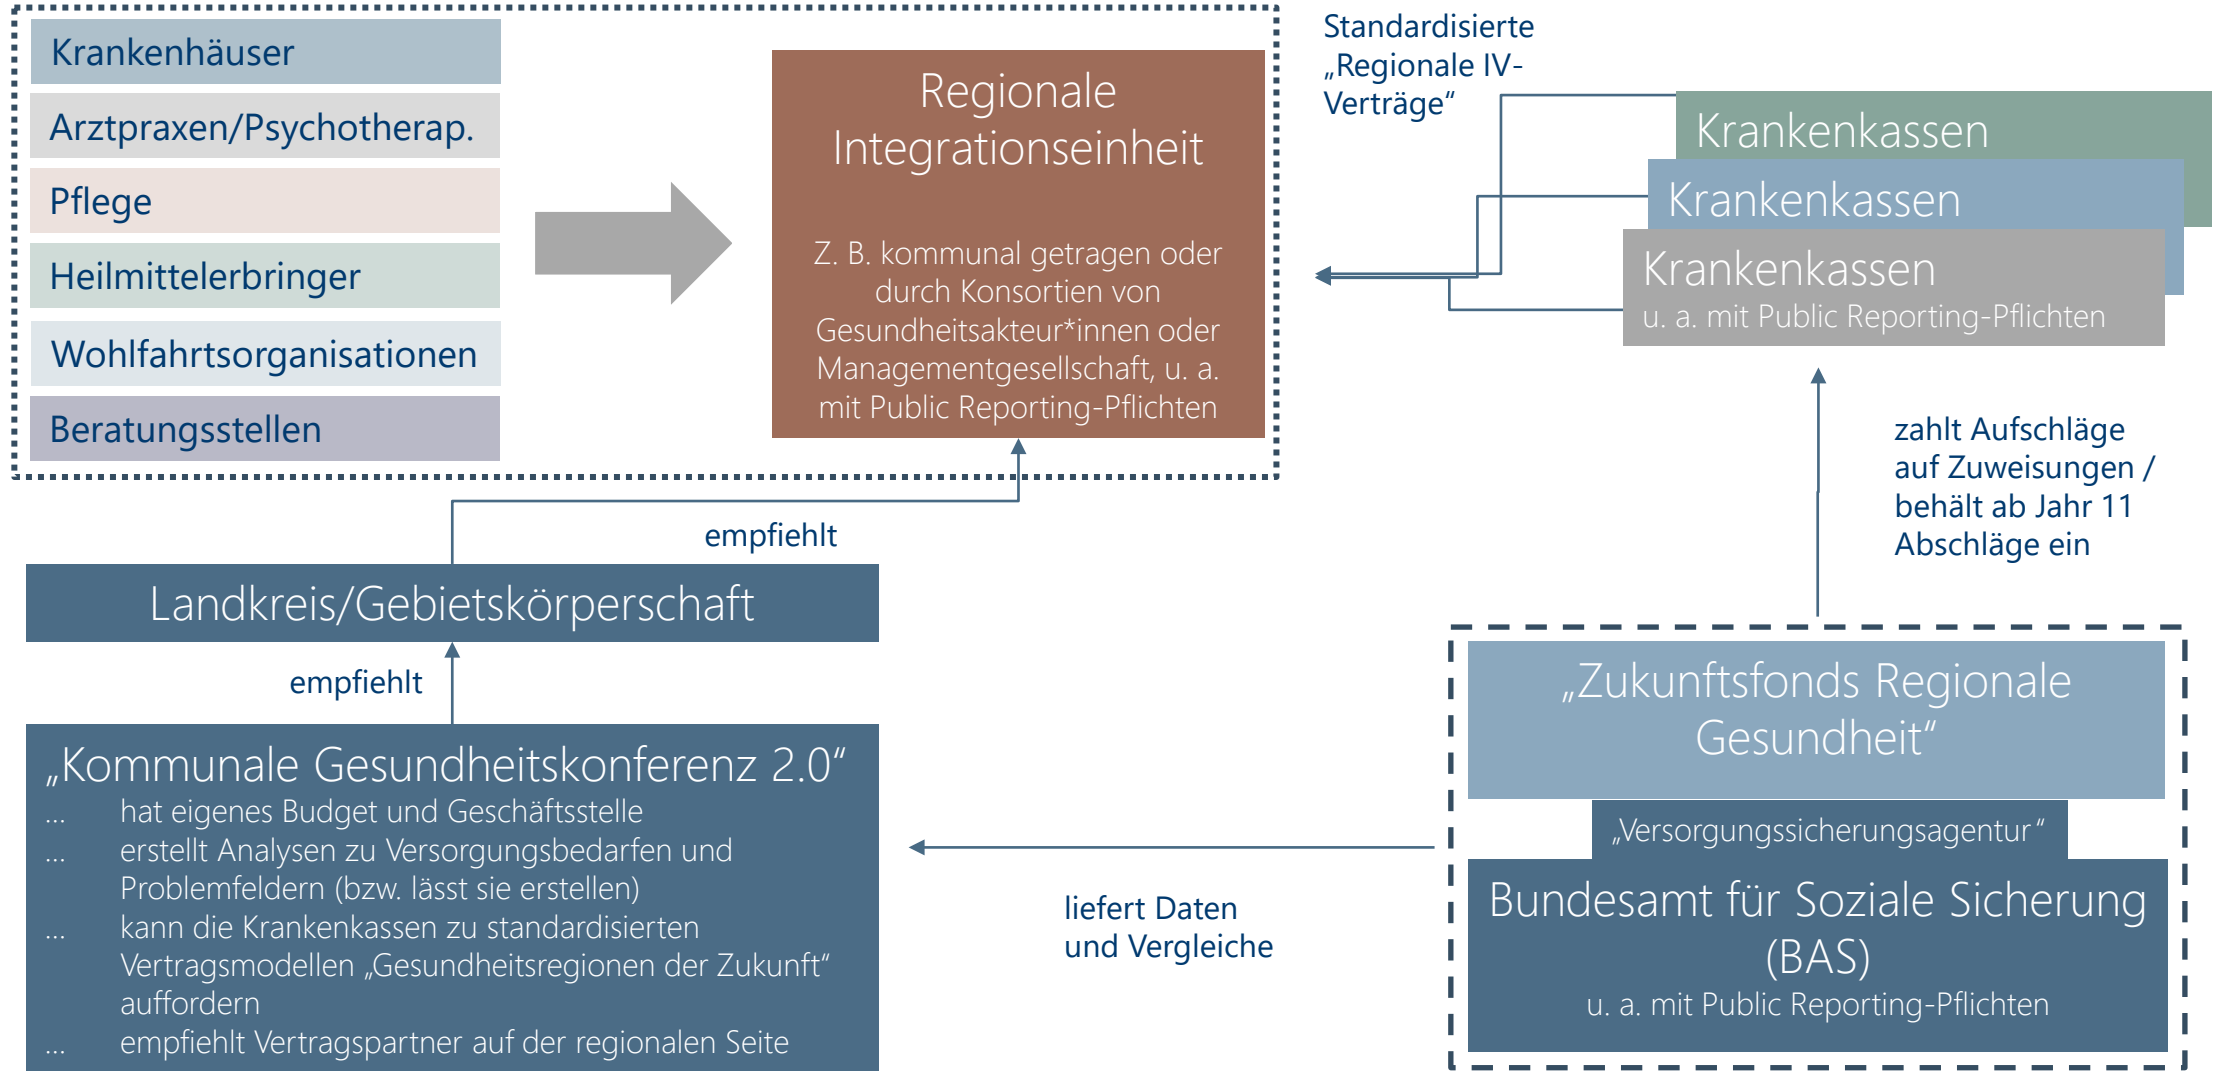 Krankenhäuser
Arztpraxen/Psychotherap.
Pflege
Heilmittelerbringer
Wohlfahrtsorganisationen
Beratungsstellen
Regionale
Integrationseinheit
Z. B. kommunal getragen oder
durch Konsortien von
Gesundheitsakteur*innen oder
Managementgesellschaft, u. a.
mit Public Reporting-Pflichten
Standardisierte
„Regionale IV-
Verträge“
Krankenkassen
Krankenkassen
Krankenkassen
u. a. mit Public Reporting-Pflichten
zahlt Aufschläge
auf Zuweisungen /
behält ab Jahr 11
Abschläge ein
empfiehlt
Landkreis/Gebietskörperschaft
empfiehlt
„Kommunale Gesundheitskonferenz 2.0“
... hat eigenes Budget und Geschäftsstelle
... erstellt Analysen zu Versorgungsbedarfen und
Problemfeldern (bzw. lässt sie erstellen)
... kann die Krankenkassen zu standardisierten
Vertragsmodellen „Gesundheitsregionen der Zukunft“
auffordern
... empfiehlt Vertragspartner auf der regionalen Seite
liefert Daten
und Vergleiche
„Zukunftsfonds Regionale
Gesundheit“
„Versorgungssicherungsagentur“
Bundesamt für Soziale Sicherung
(BAS)
u. a. mit Public Reporting-Pflichten